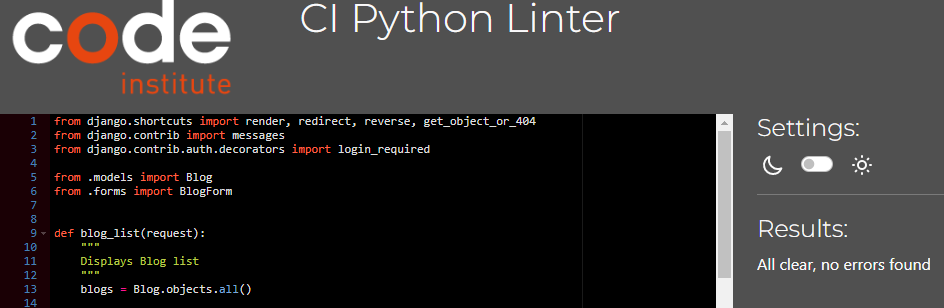 code
institute
CI Python Linter
1 from django.shortcuts import render, redirect, reverse, get_object_or_404
2 from django.contrib import messages
3 from django.contrib.auth.decorators import login_required
4
5 from .models import Blog
6 from .forms import BlogForm
7
8
9 def blog_list(request):
10     """
11     Displays Blog list
12     """
13     blogs = Blog.objects.all()
14
Settings:
Results:
All clear, no errors found